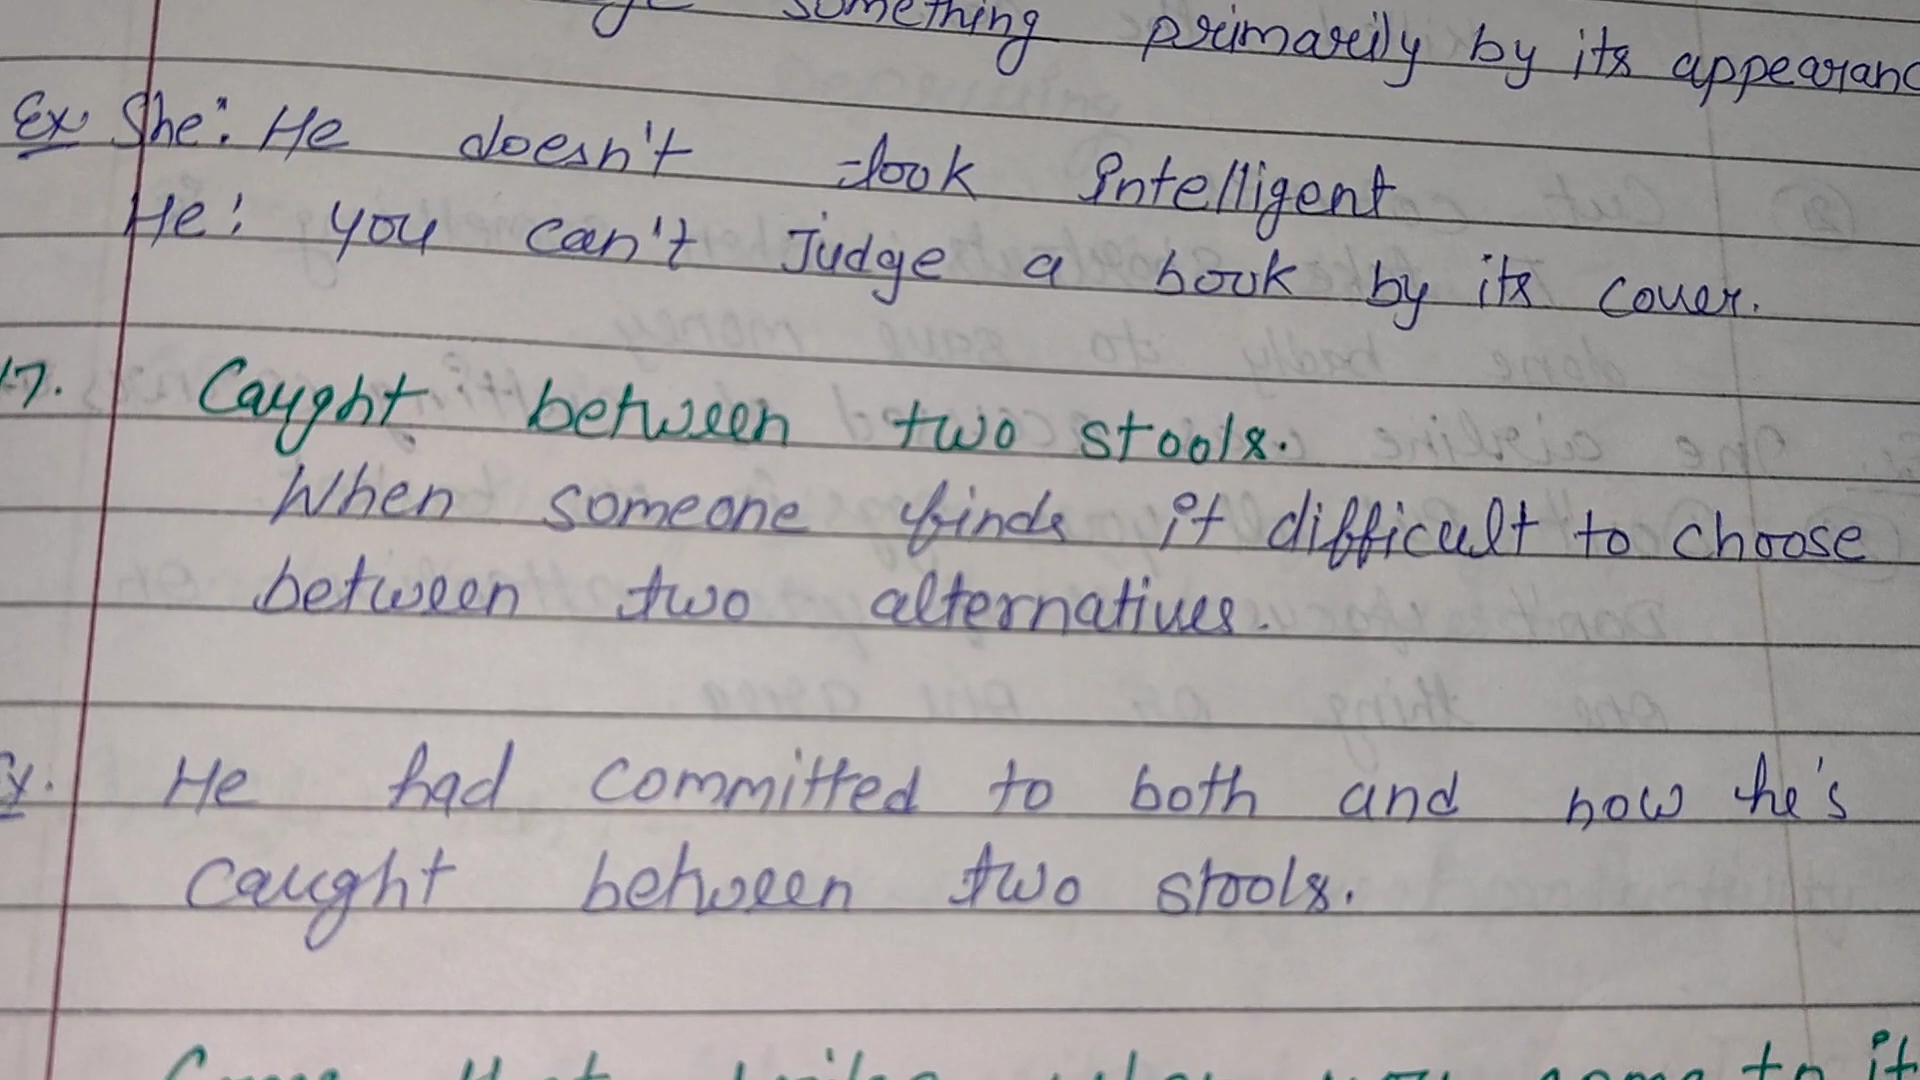 something primarily by its
Ex She: He doesn't look Intelligent
He: you can't Judge a book by its cover.
17. Caught between two stools.
When someone finds it difficult to choose
between two alternatives.
He had committed to both and now he's
caught between two stools.